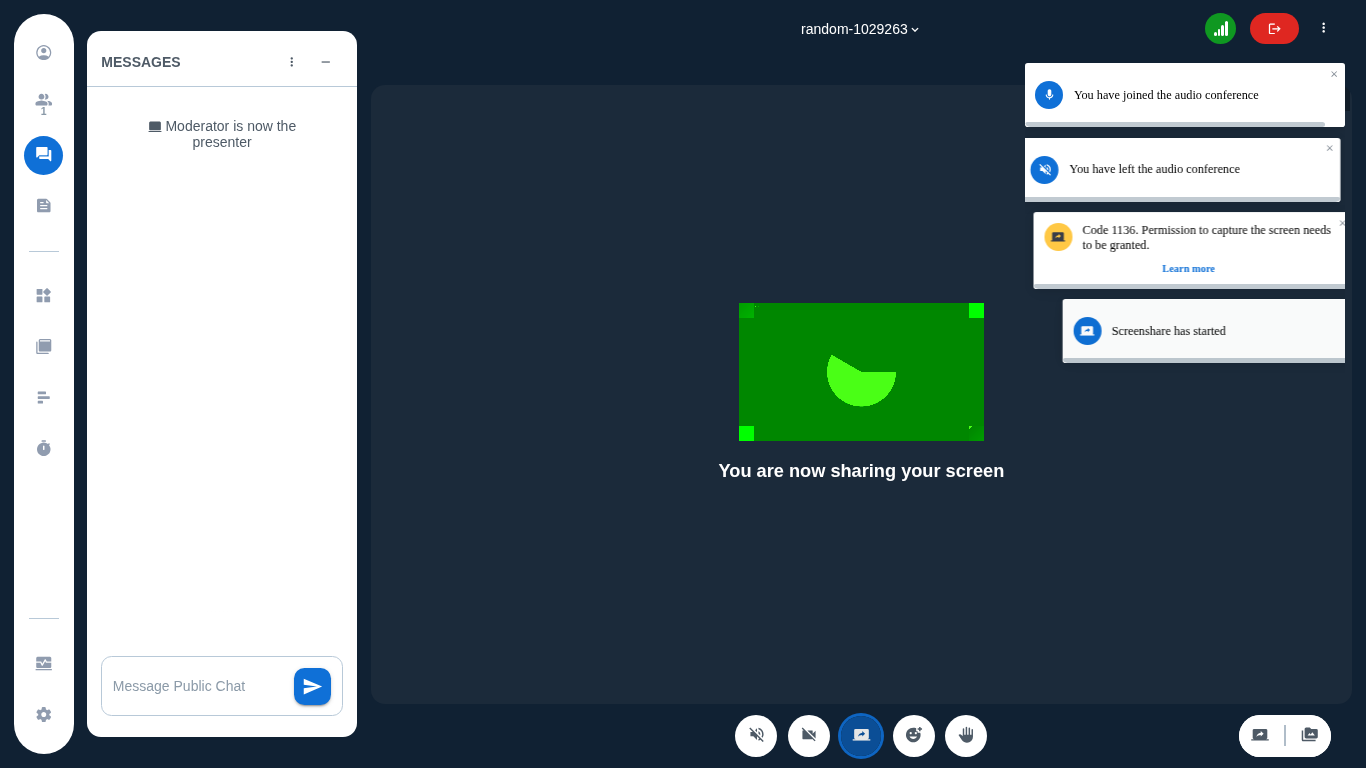 random-1029263
1
MESSAGES
Moderator is now the
presenter
Message Public Chat
You are now sharing your screen
You have joined the audio conference
You have left the audio conference
Code 1136. Permission to capture the screen needs
to be granted.
Learn more
Screenshare has started